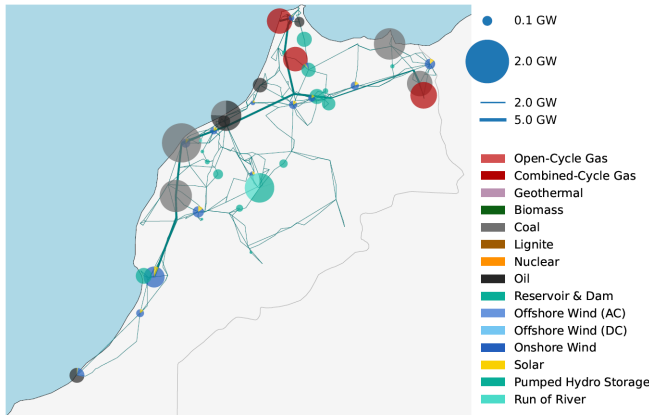 0.1 GW
2.0 GW
2.0 GW
5.0 GW
Open-Cycle Gas
Combined-Cycle Gas
Geothermal
Biomass
Coal
Lignite
Nuclear
Oil
Reservoir & Dam
Offshore Wind (AC)
Offshore Wind (DC)
Onshore Wind
Solar
Pumped Hydro Storage
Run of River